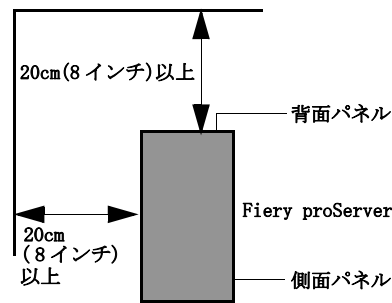 20cm(8 インチ)以上
背面パネル
Fiery proServer
20cm
(8インチ)
以上
側面パネル